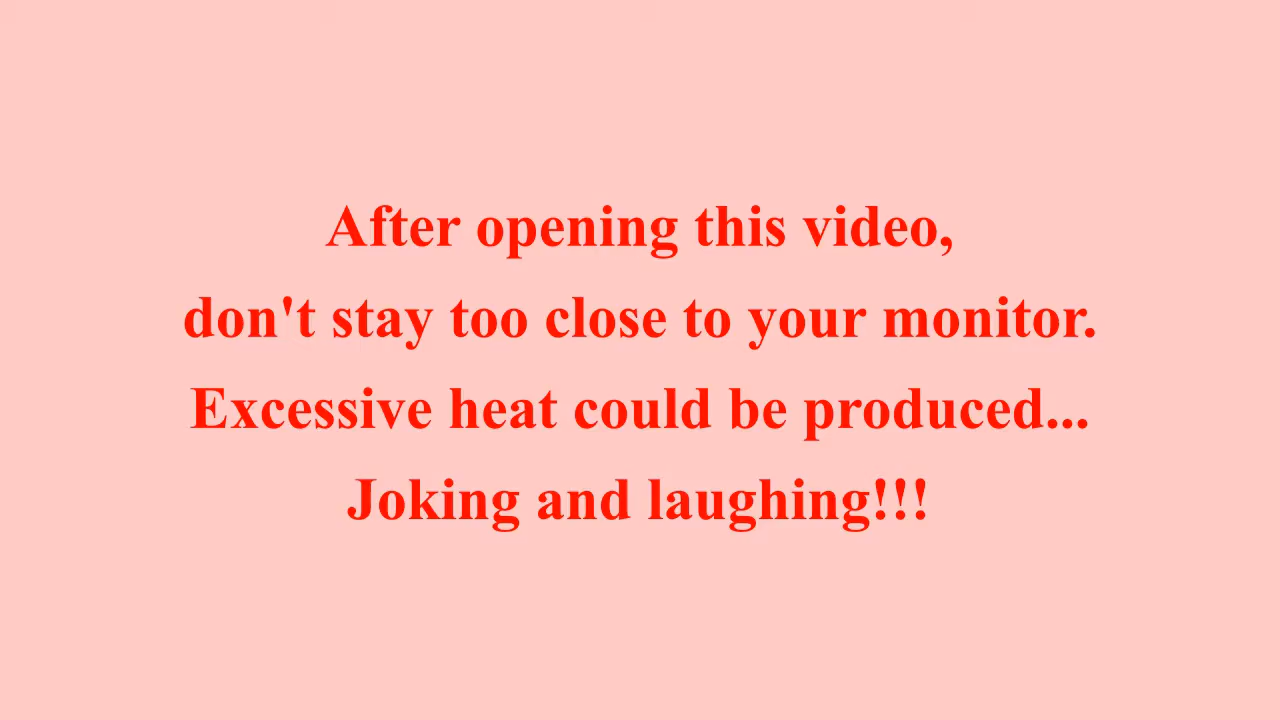 After opening this video,
don't stay too close to your monitor.
Excessive heat could be produced...
Joking and laughing!!!